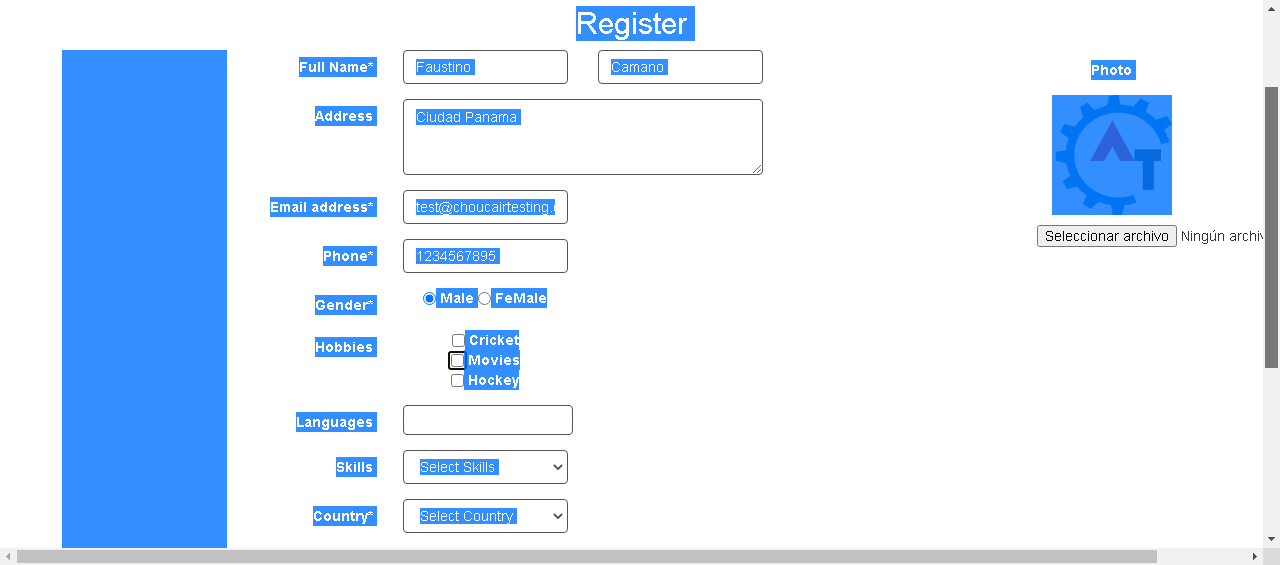 Register
Full Name* Faustino Camano
Photo
Address Ciudad Panama
AT
Email address* test@choucairtesting.
Seleccionar archivo Ningún archiv
Phone* 1234567895
Gender* Male FeMale
Hobbies Cricket
Movies
Hockey
Languages
Skills Select Skills
Country* Select Country